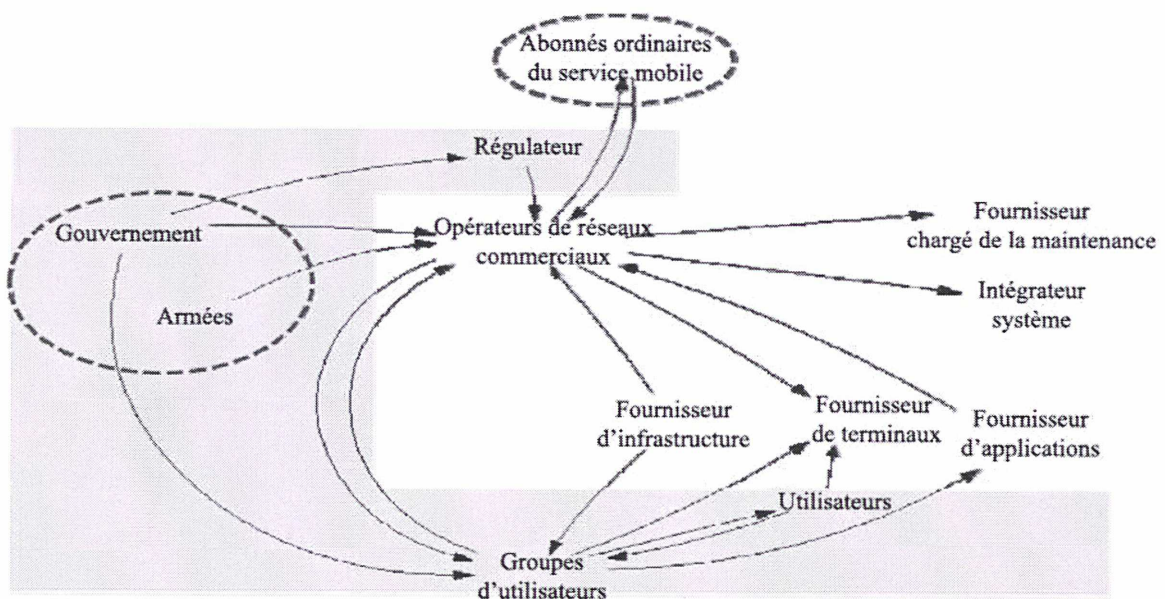 Abonnés ordinaires
du service mobile
Régulateur
Gouvernement
Opérateurs de réseaux
commerciaux
Fournisseur
chargé de la maintenance
Armées
Intégrateur
système
Fournisseur
d'infrastructure
Fournisseur
de terminaux
Fournisseur
d'applications
Utilisateurs
Groupes
d'utilisateurs